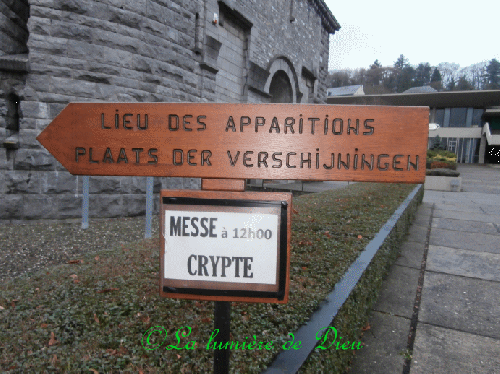 LIEU DES APPARITIONS
PLAATS DER VERSCHIJNINGEN
MESSE à 12H00
CRYPTE
©La lumière de Dieu